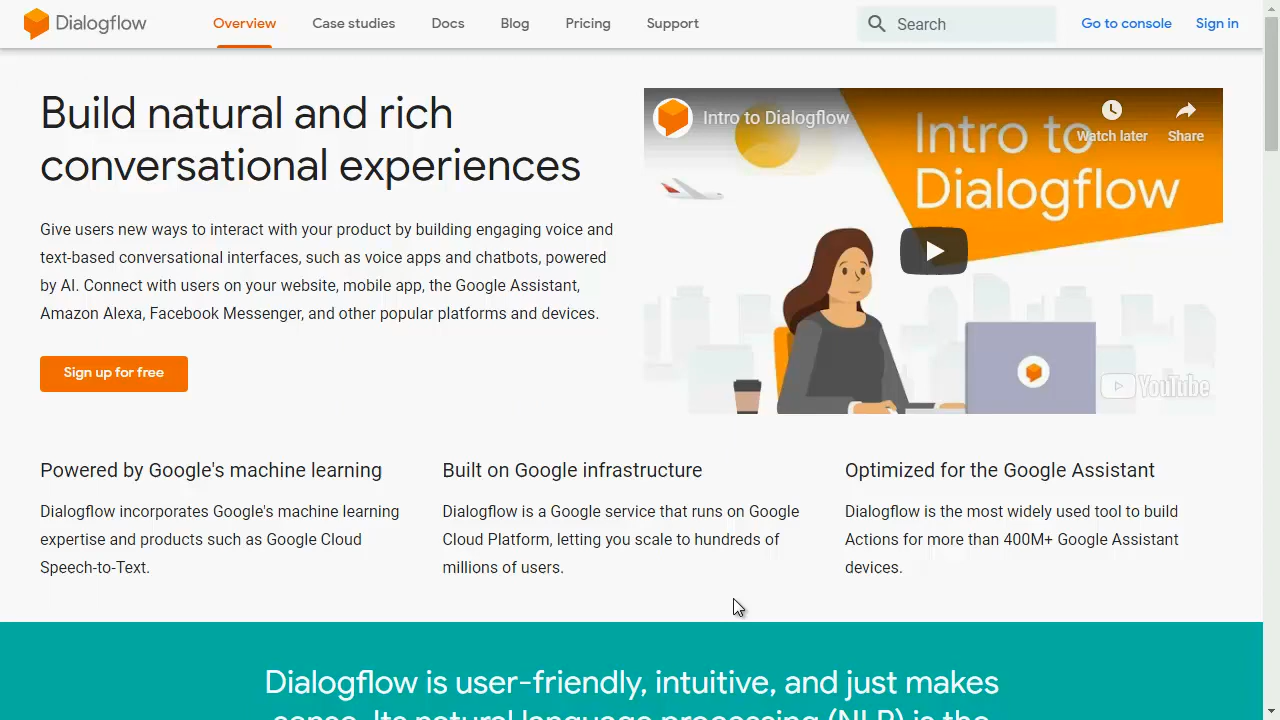 Dialogflow
Overview
Case studies
Docs
Blog
Pricing
Support
Search
Go to console
Sign in
Build natural and rich
conversational experiences
Give users new ways to interact with your product by building engaging voice and
text-based conversational interfaces, such as voice apps and chatbots, powered
by AI. Connect with users on your website, mobile app, the Google Assistant,
Amazon Alexa, Facebook Messenger, and other popular platforms and devices.
Sign up for free
Intro to Dialogflow
Watch later
Share
Intro to
Dialogflow
YouTube
Powered by Google's machine learning
Dialogflow incorporates Google's machine learning
expertise and products such as Google Cloud
Speech-to-Text.
Built on Google infrastructure
Dialogflow is a Google service that runs on Google
Cloud Platform, letting you scale to hundreds of
millions of users.
Optimized for the Google Assistant
Dialogflow is the most widely used tool to build
Actions for more than 400M+ Google Assistant
devices.
Dialogflow is user-friendly, intuitive, and just makes
sense. Its natural language processing (NLP) is the